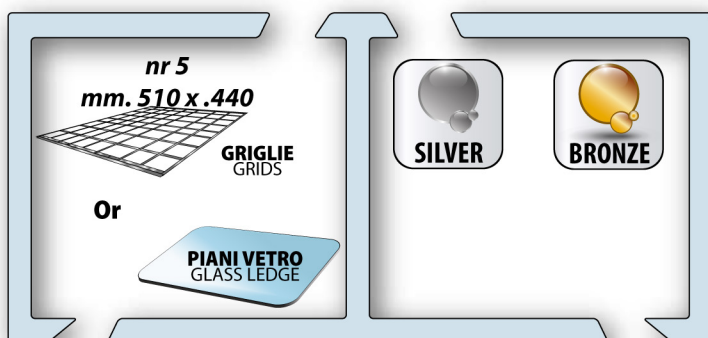 nr 5
mm. 510 x .440
GRIGLIE
GRIDS
Or
PIANI VETRO
GLASS LEDGE
SILVER
BRONZE